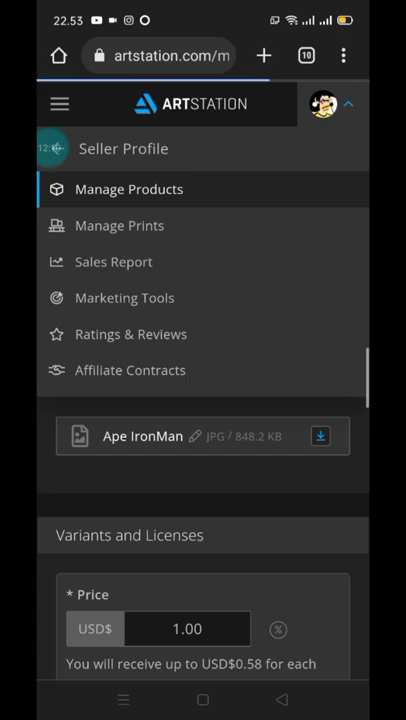 22.53
artstation.com/m
10
ARTSTATION
Seller Profile
Manage Products
Manage Prints
Sales Report
Marketing Tools
Ratings & Reviews
Affiliate Contracts
Ape IronMan JPG / 848.2 KB
Variants and Licenses
* Price
USD$ 1.00 %
You will receive up to USD$0.58 for each